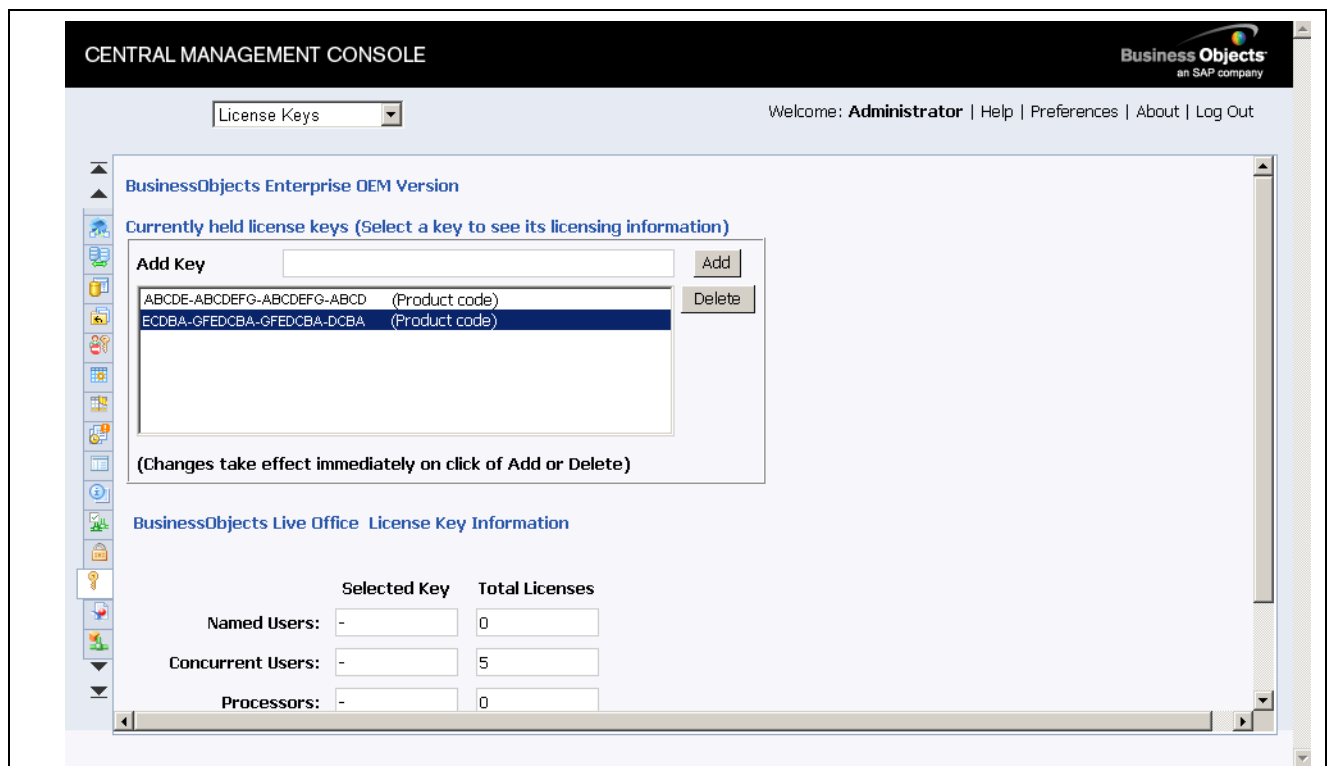 CENTRAL MANAGEMENT CONSOLE
Business Objects
an SAP company
License Keys
Welcome: Administrator | Help | Preferences | About | Log Out
BusinessObjects Enterprise OEM Version
Currently held license keys (Select a key to see its licensing information)
Add Key
Add
ABCDE-ABCDEFG-ABCDEFG-ABCD (Product code)
Delete
ECDBA-GFEDCBA-GFEDCBA-DCBA (Product code)
(Changes take effect immediately on click of Add or Delete)
BusinessObjects Live Office License Key Information
Selected Key Total Licenses
Named Users: - 0
Concurrent Users: - 5
Processors: - 0